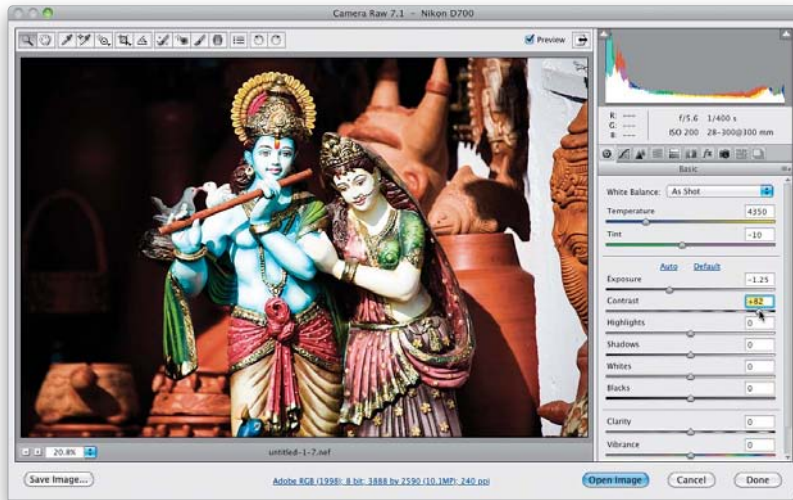 Camera Raw 7.1 – Nikon D700
Preview
R: ---
G: ---
B: ---
f/5.6 1/400 s
ISO 200 28-300@300 mm
fx
Basic
White Balance: As Shot
Temperature 4350
Tint -10
Auto Default
Exposure -1.25
Contrast +82
Highlights 0
Shadows 0
Whites 0
Blacks 0
Clarity 0
Vibrance 0
20.8% untitled-1-7.nef
Save Image... Adobe RGB (1998); 8 bit; 3888 by 2590 (10.1MP); 240 ppi Open Image Cancel Done